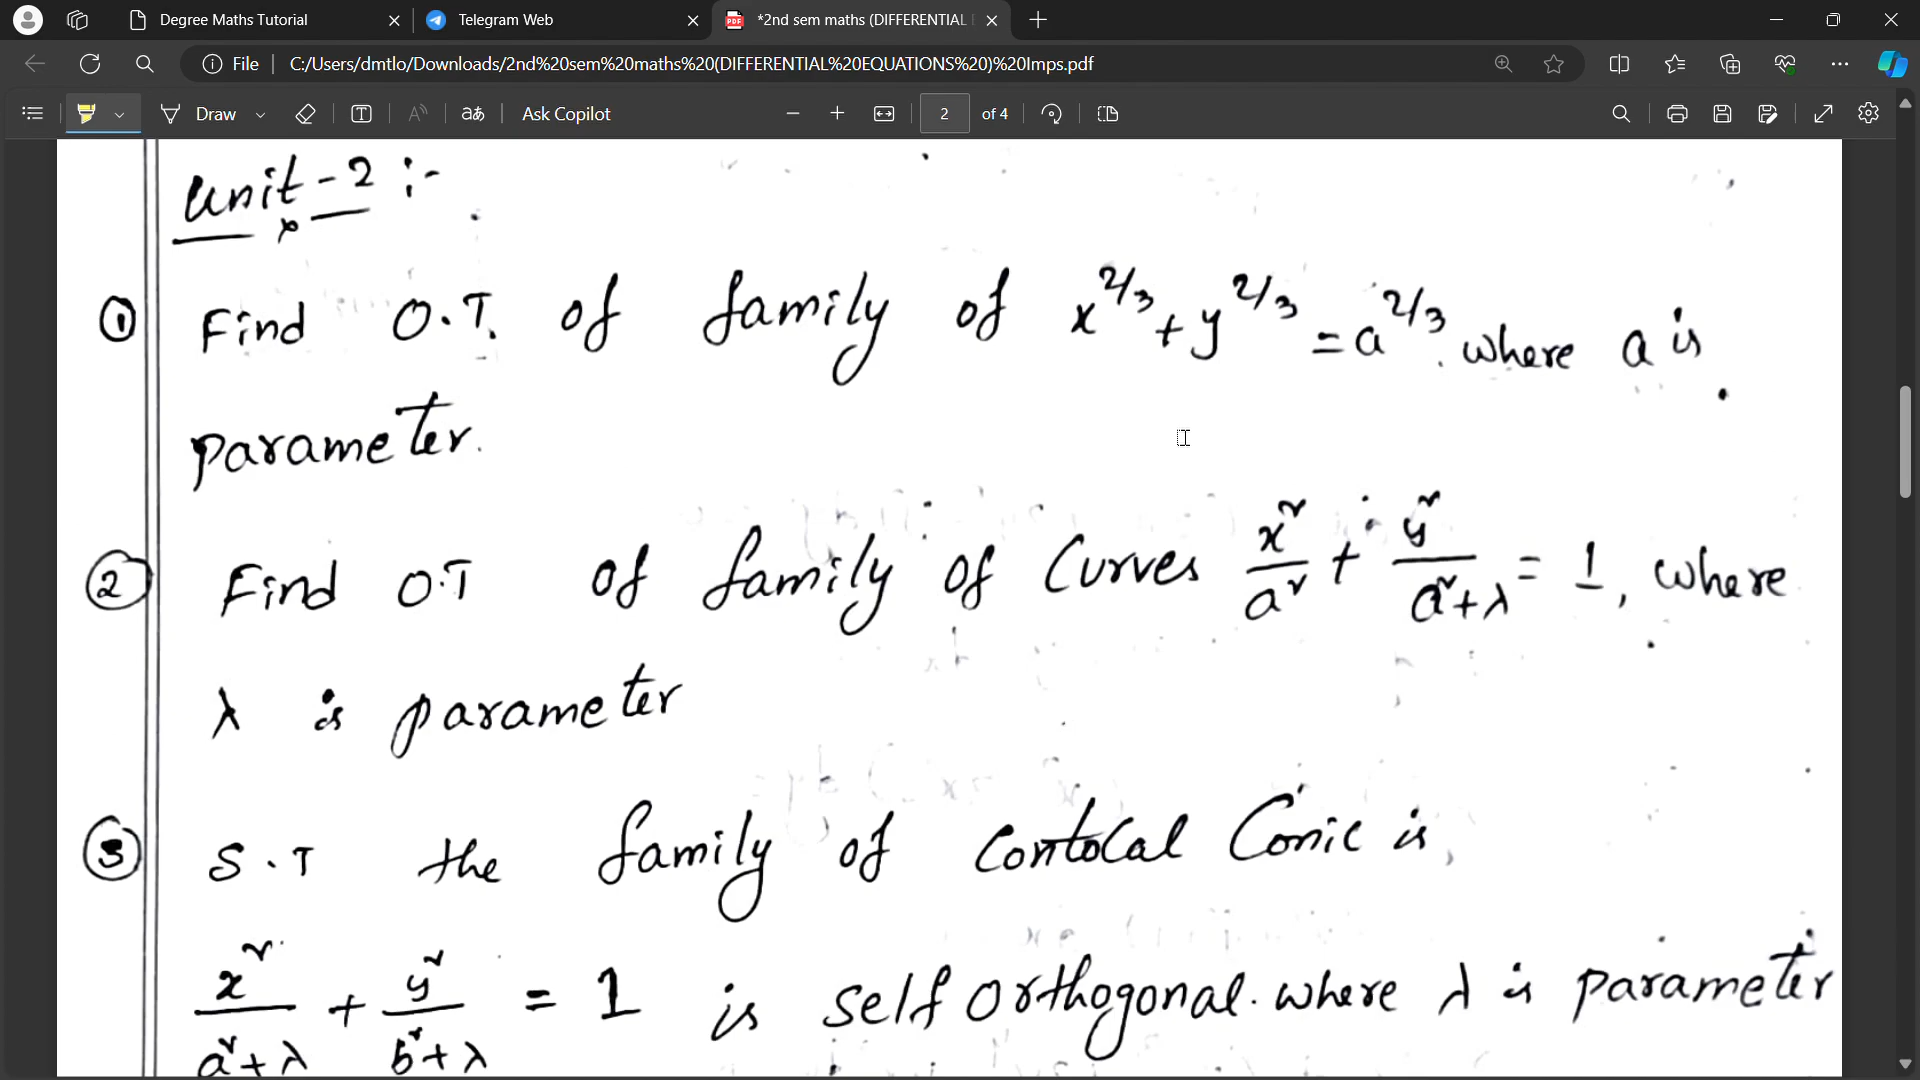 Degree Maths Tutorial
Telegram Web
*2nd sem maths (DIFFERENTIAL E
File
C:/Users/dmtlo/Downloads/2nd%20sem%20maths%20(DIFFERENTIAL%20EQUATIONS%20)%20Imps.pdf
Draw
aあ
Ask Copilot
2 of 4
Unit-2 :-
① Find O.T. of family of x^2/3 + y^2/3 = a^2/3. where a is
parameter.
② Find O.T of family of Curves x²/a² + y²/a²+λ = 1, where
λ is parameter
③ S.T the family of Confocal Conic is,
x²/a²+λ + y²/b²+λ = 1 is self orthogonal. where λ is parameter